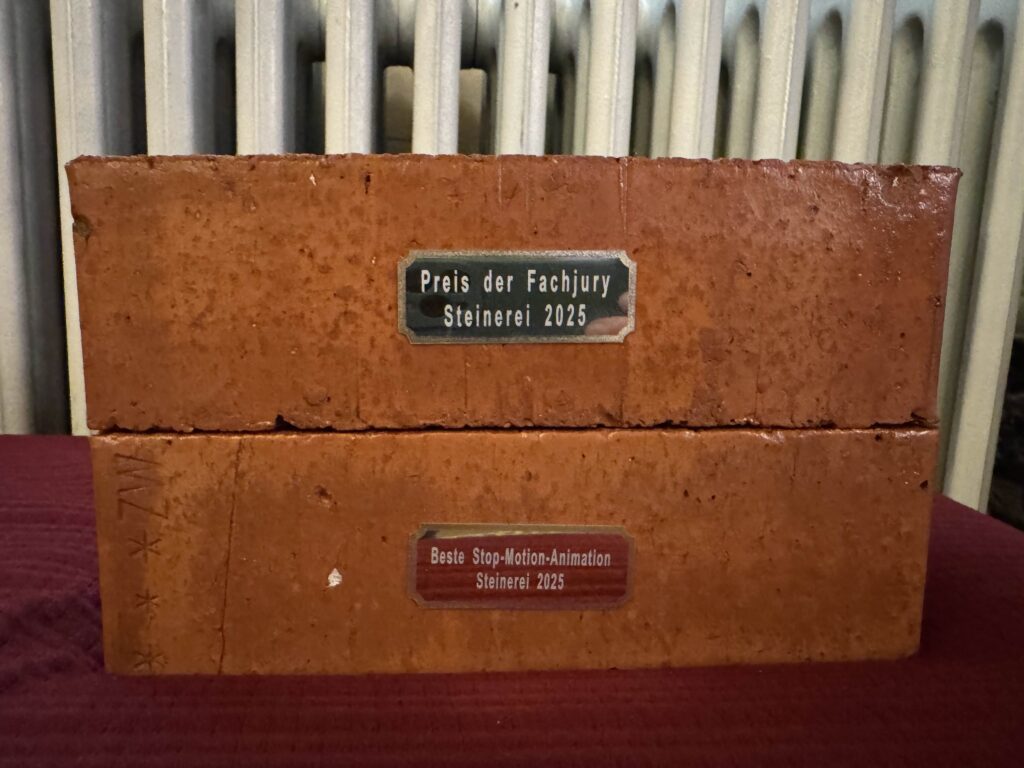 Preis der Fachjury
Steinerei 2025
Beste Stop-Motion-Animation
Steinerei 2025
ZW